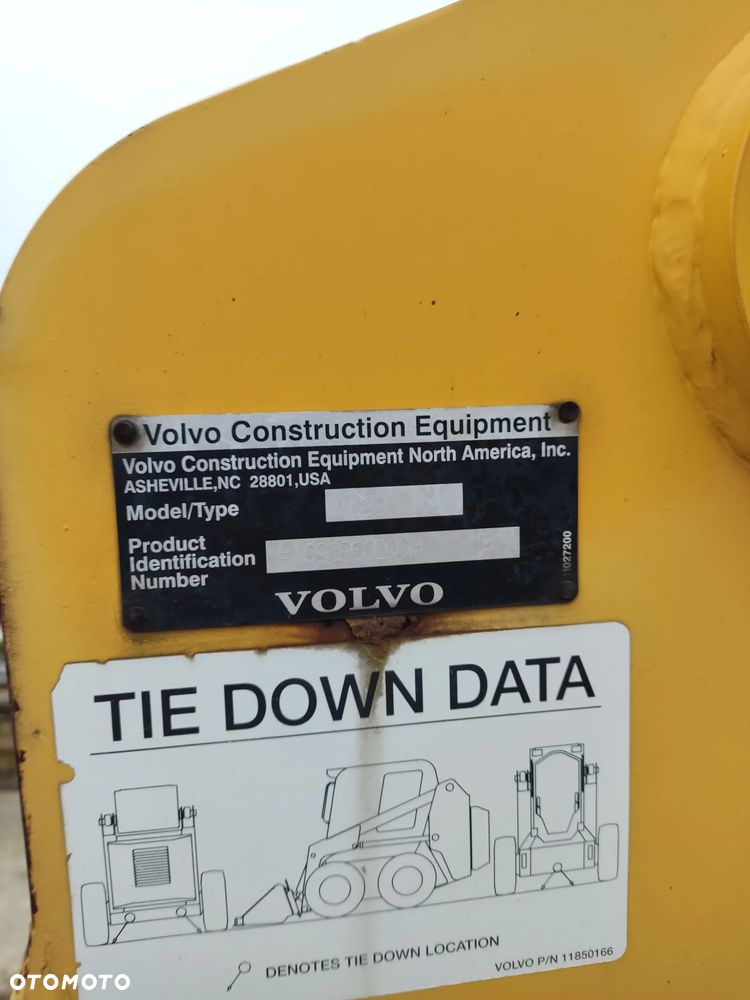 Volvo Construction Equipment
Volvo Construction Equipment North America, Inc.
ASHEVILLE, NC 28801, USA
Model/Type
Product
Identification
Number
VOLVO
11027200
TIE DOWN DATA
DENOTES TIE DOWN LOCATION
VOLVO P/N 11850166
OTOMOTO